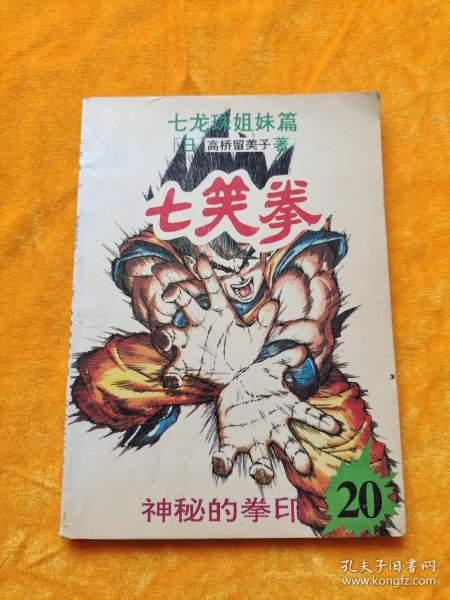 七龙珠姐妹篇
[日]高桥留美子 著
七笑拳
神秘的拳印
20
孔夫子旧书网
www.kongfz.com